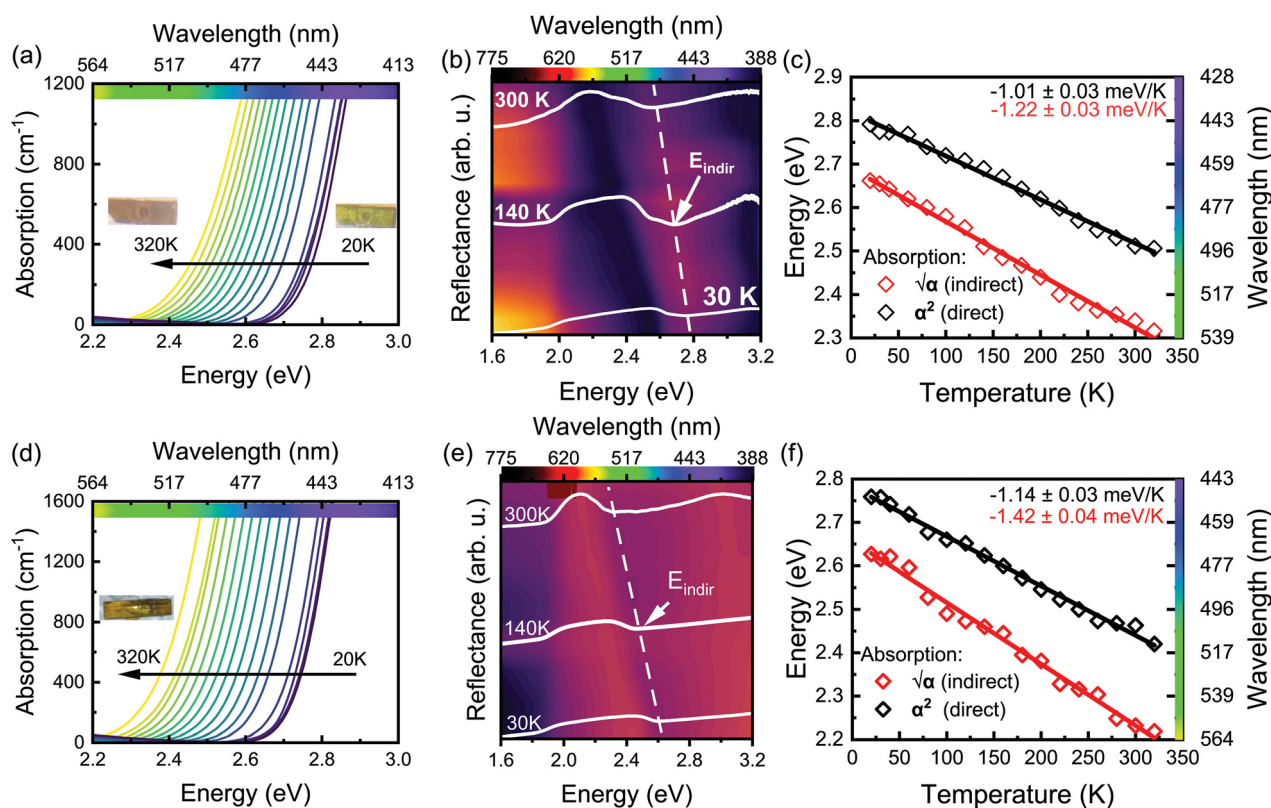 (a)
Wavelength (nm)
564 517 477 443 413
Absorption (cm⁻¹)
1200
800
400
0
320K
20K
2.2 2.4 2.6 2.8 3.0
Energy (eV)
(b)
Wavelength (nm)
775 620 517 443 388
Reflectance (arb. u.)
300 K
E_indir
140 K
30 K
1.6 2.0 2.4 2.8 3.2
Energy (eV)
(c)
Energy (eV)
2.9
2.8
2.7
2.6
2.5
2.4
2.3
-1.01 ± 0.03 meV/K
-1.22 ± 0.03 meV/K
Absorption:
√α (indirect)
α² (direct)
0 50 100 150 200 250 300 350
Temperature (K)
428
443
459
477
496
517
539
Wavelength (nm)
(d)
Wavelength (nm)
564 517 477 443 413
Absorption (cm⁻¹)
1600
1200
800
400
0
320K
20K
2.2 2.4 2.6 2.8 3.0
Energy (eV)
(e)
Wavelength (nm)
775 620 517 443 388
Reflectance (arb. u.)
300K
E_indir
140K
30K
1.6 2.0 2.4 2.8 3.2
Energy (eV)
(f)
Energy (eV)
2.8
2.7
2.6
2.5
2.4
2.3
2.2
-1.14 ± 0.03 meV/K
-1.42 ± 0.04 meV/K
Absorption:
√α (indirect)
α² (direct)
0 50 100 150 200 250 300 350
Temperature (K)
443
459
477
496
517
539
564
Wavelength (nm)